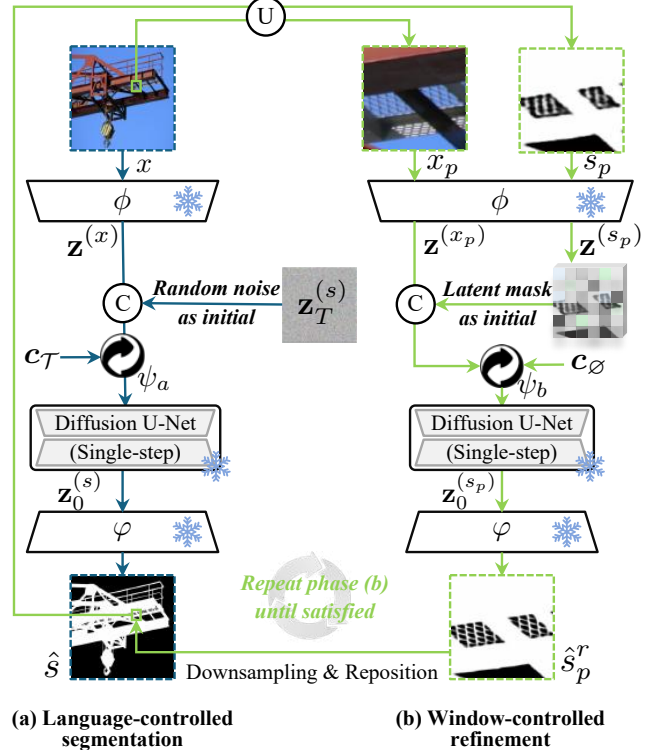 U
x
x_p
s_p
ϕ
ϕ
z^{(x)}
z^{(x_p)}
z^{(s_p)}
C
Random noise
as initial
z_T^{(s)}
C
Latent mask
as initial
c_𝒯
ψ_a
ψ_b
c_∅
Diffusion U-Net
(Single-step)
Diffusion U-Net
(Single-step)
z_0^{(s)}
z_0^{(s_p)}
φ
φ
Repeat phase (b)
until satisfied
ŝ
Downsampling & Reposition
ŝ_p^r
(a) Language-controlled
segmentation
(b) Window-controlled
refinement